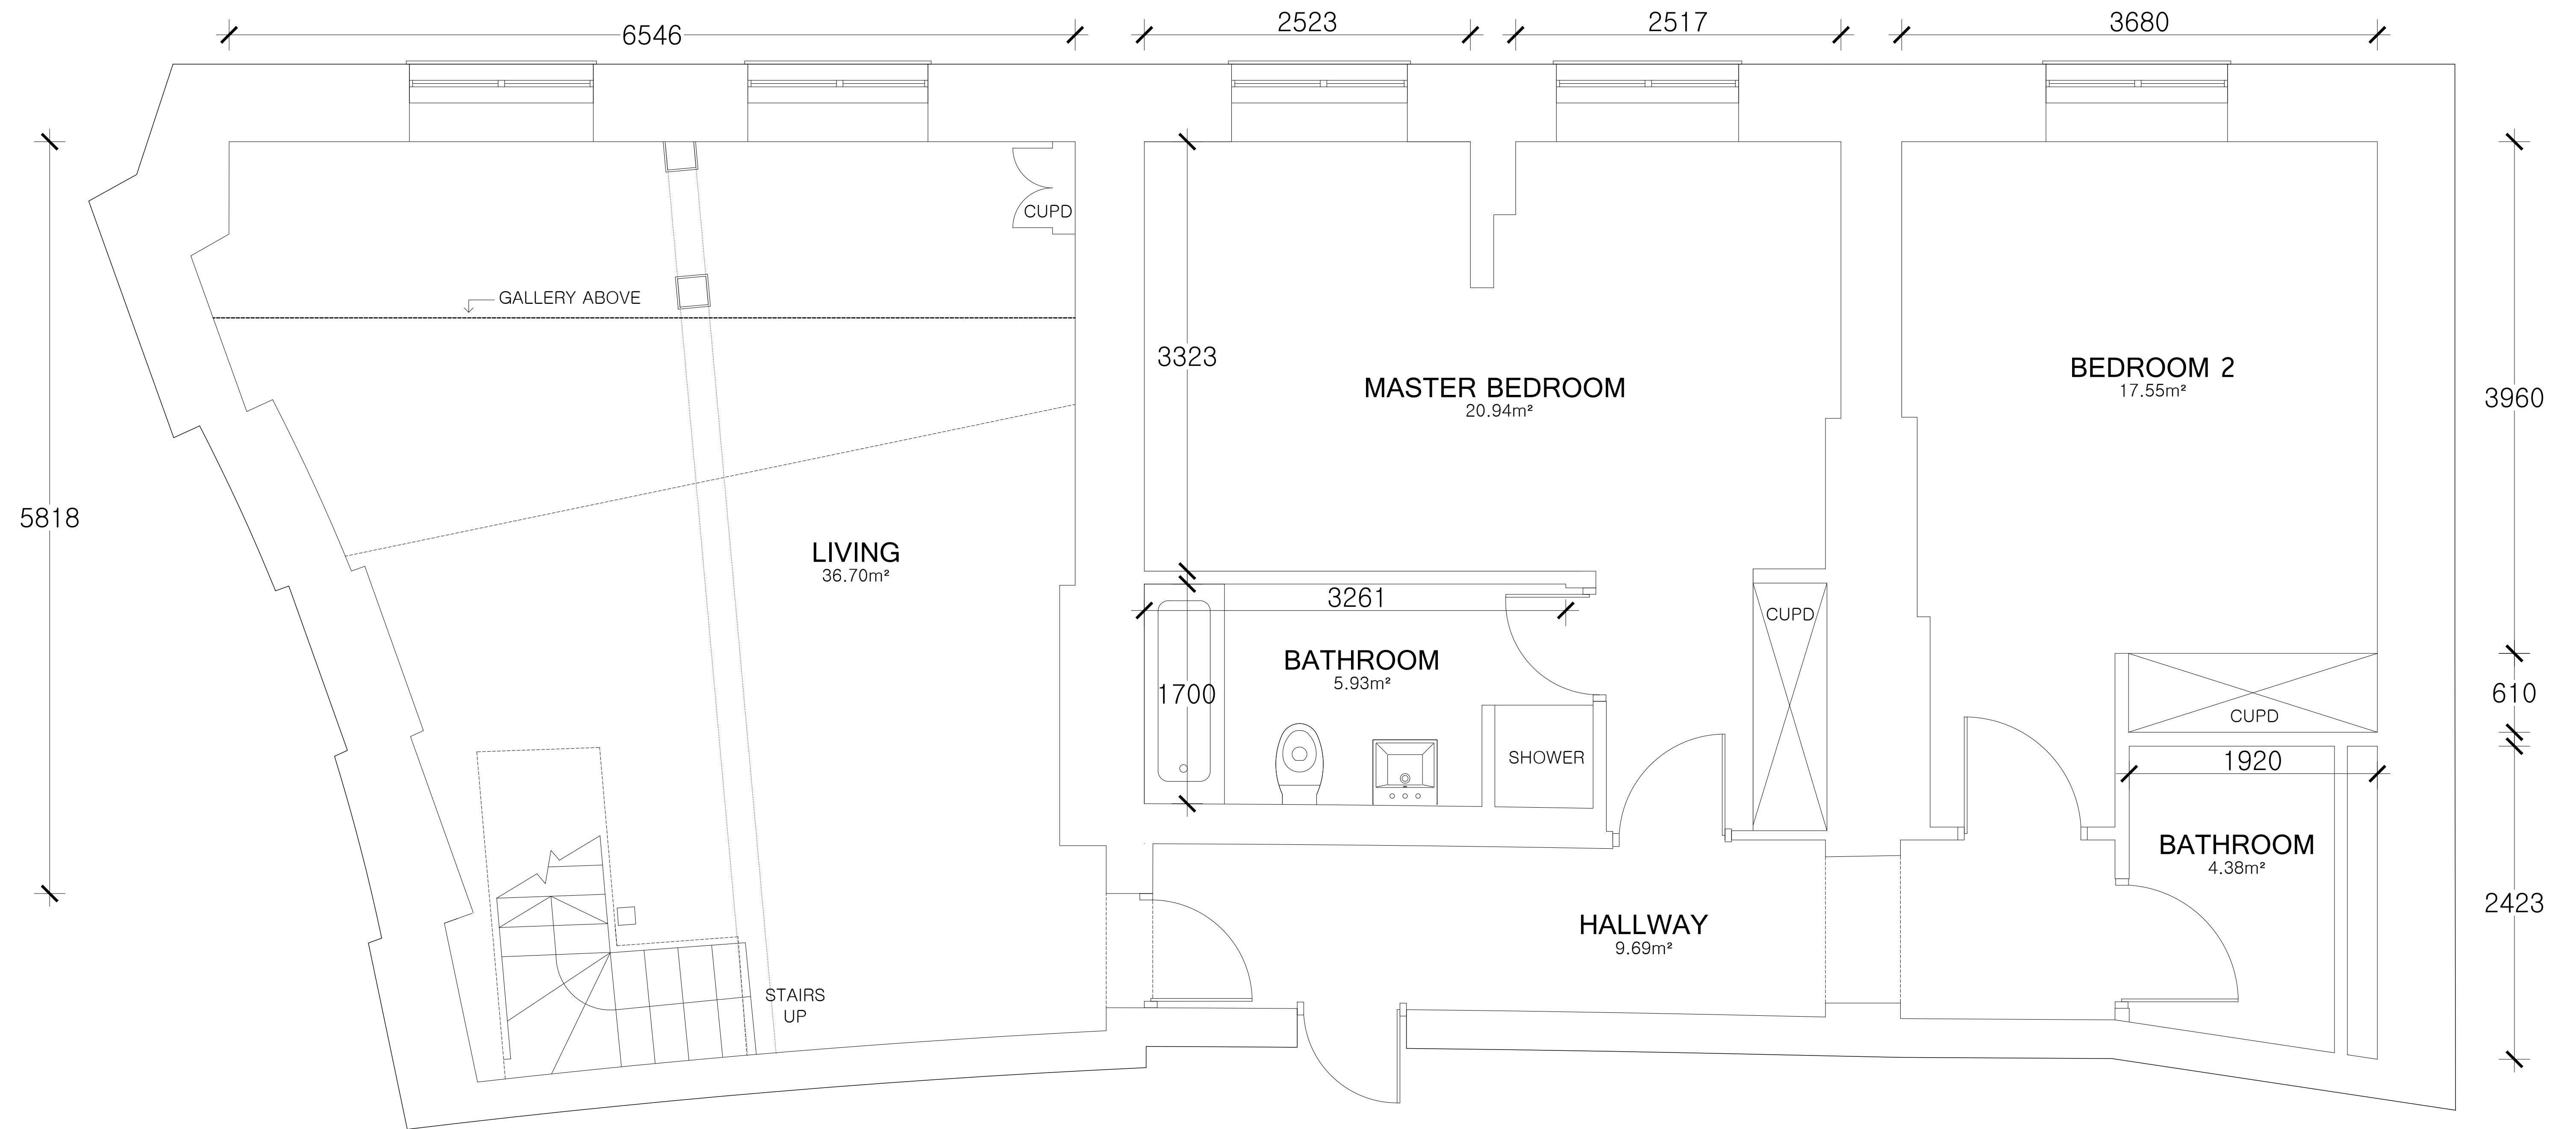 6546
2523
2517
3680
CUPD
GALLERY ABOVE
3323
MASTER BEDROOM
20.94m²
BEDROOM 2
17.55m²
3960
5818
LIVING
36.70m²
3261
CUPD
BATHROOM
5.93m²
1700
610
CUPD
SHOWER
1920
BATHROOM
4.38m²
2423
HALLWAY
9.69m²
STAIRS
UP